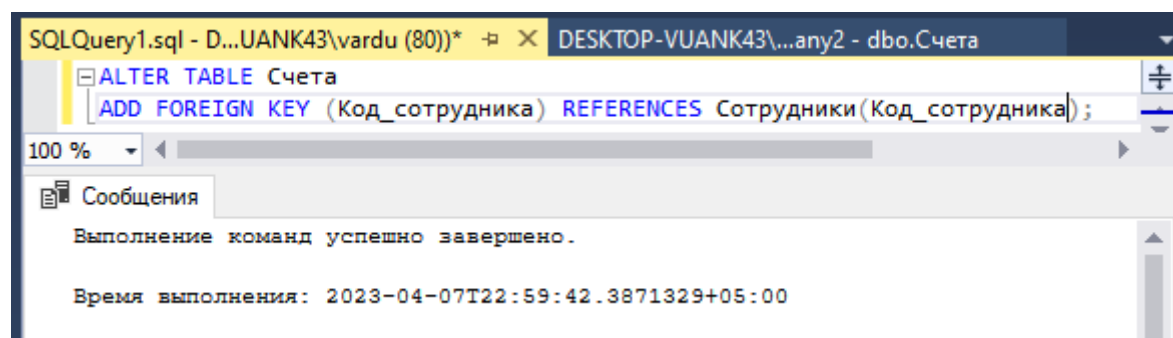 SQLQuery1.sql - D...UANK43\vardu (80))* DESKTOP-VUANK43\...any2 - dbo.Счета
ALTER TABLE Счета
ADD FOREIGN KEY (Код_сотрудника) REFERENCES Сотрудники(Код_сотрудника);
100 %
Сообщения
Выполнение команд успешно завершено.
Время выполнения: 2023-04-07T22:59:42.3871329+05:00